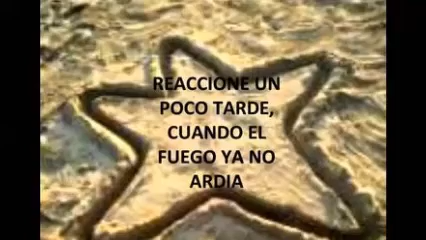 REACCIONE UN
POCO TARDE,
CUANDO EL
FUEGO YA NO
ARDIA